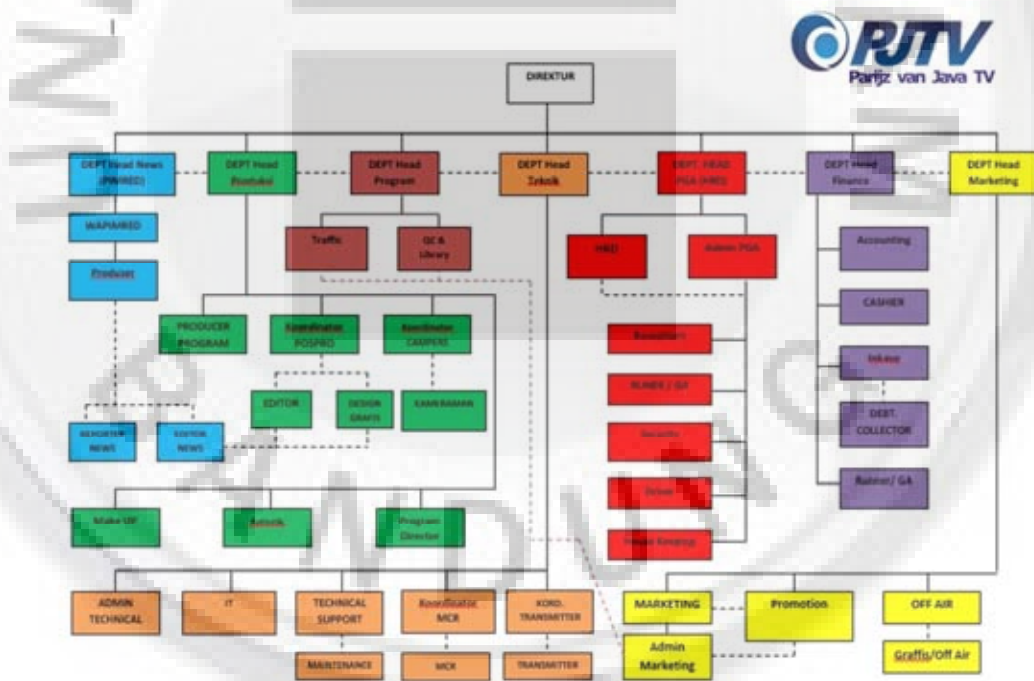 PJTV
Parijz van Java TV
DIREKTUR
DEPT Head News
(PIMRED)
DEPT Head
Produksi
DEPT Head
Program
DEPT Head
Teknik
DEPT. HEAD
PGA (HRD)
DEPT Head
Finance
DEPT Head
Marketing
WAPIMRED
Traffic
QC &
Library
HRD
Admin PGA
Accounting
Produser
PRODUCER
PROGRAM
Koordinator
POSPRO
Koordinator
CAMPERS
CASHIER
Inkaso
EDITOR
DESIGN
GRAFIS
KAMERAMAN
DEBT.
COLLECTOR
REPORTER
NEWS
EDITOR
NEWS
Security
Driver
Runner/ GA
Make UP
Artistik
Program
Director
ADMIN
TECHNICAL
IT
TECHNICAL
SUPPORT
Koordinator
MCR
KORD.
TRANSMITTER
MARKETING
Promotion
OFF AIR
MAINTENANCE
MCR
TRANSMITTER
Admin
Marketing
Graffis/Off Air
BANDUNG